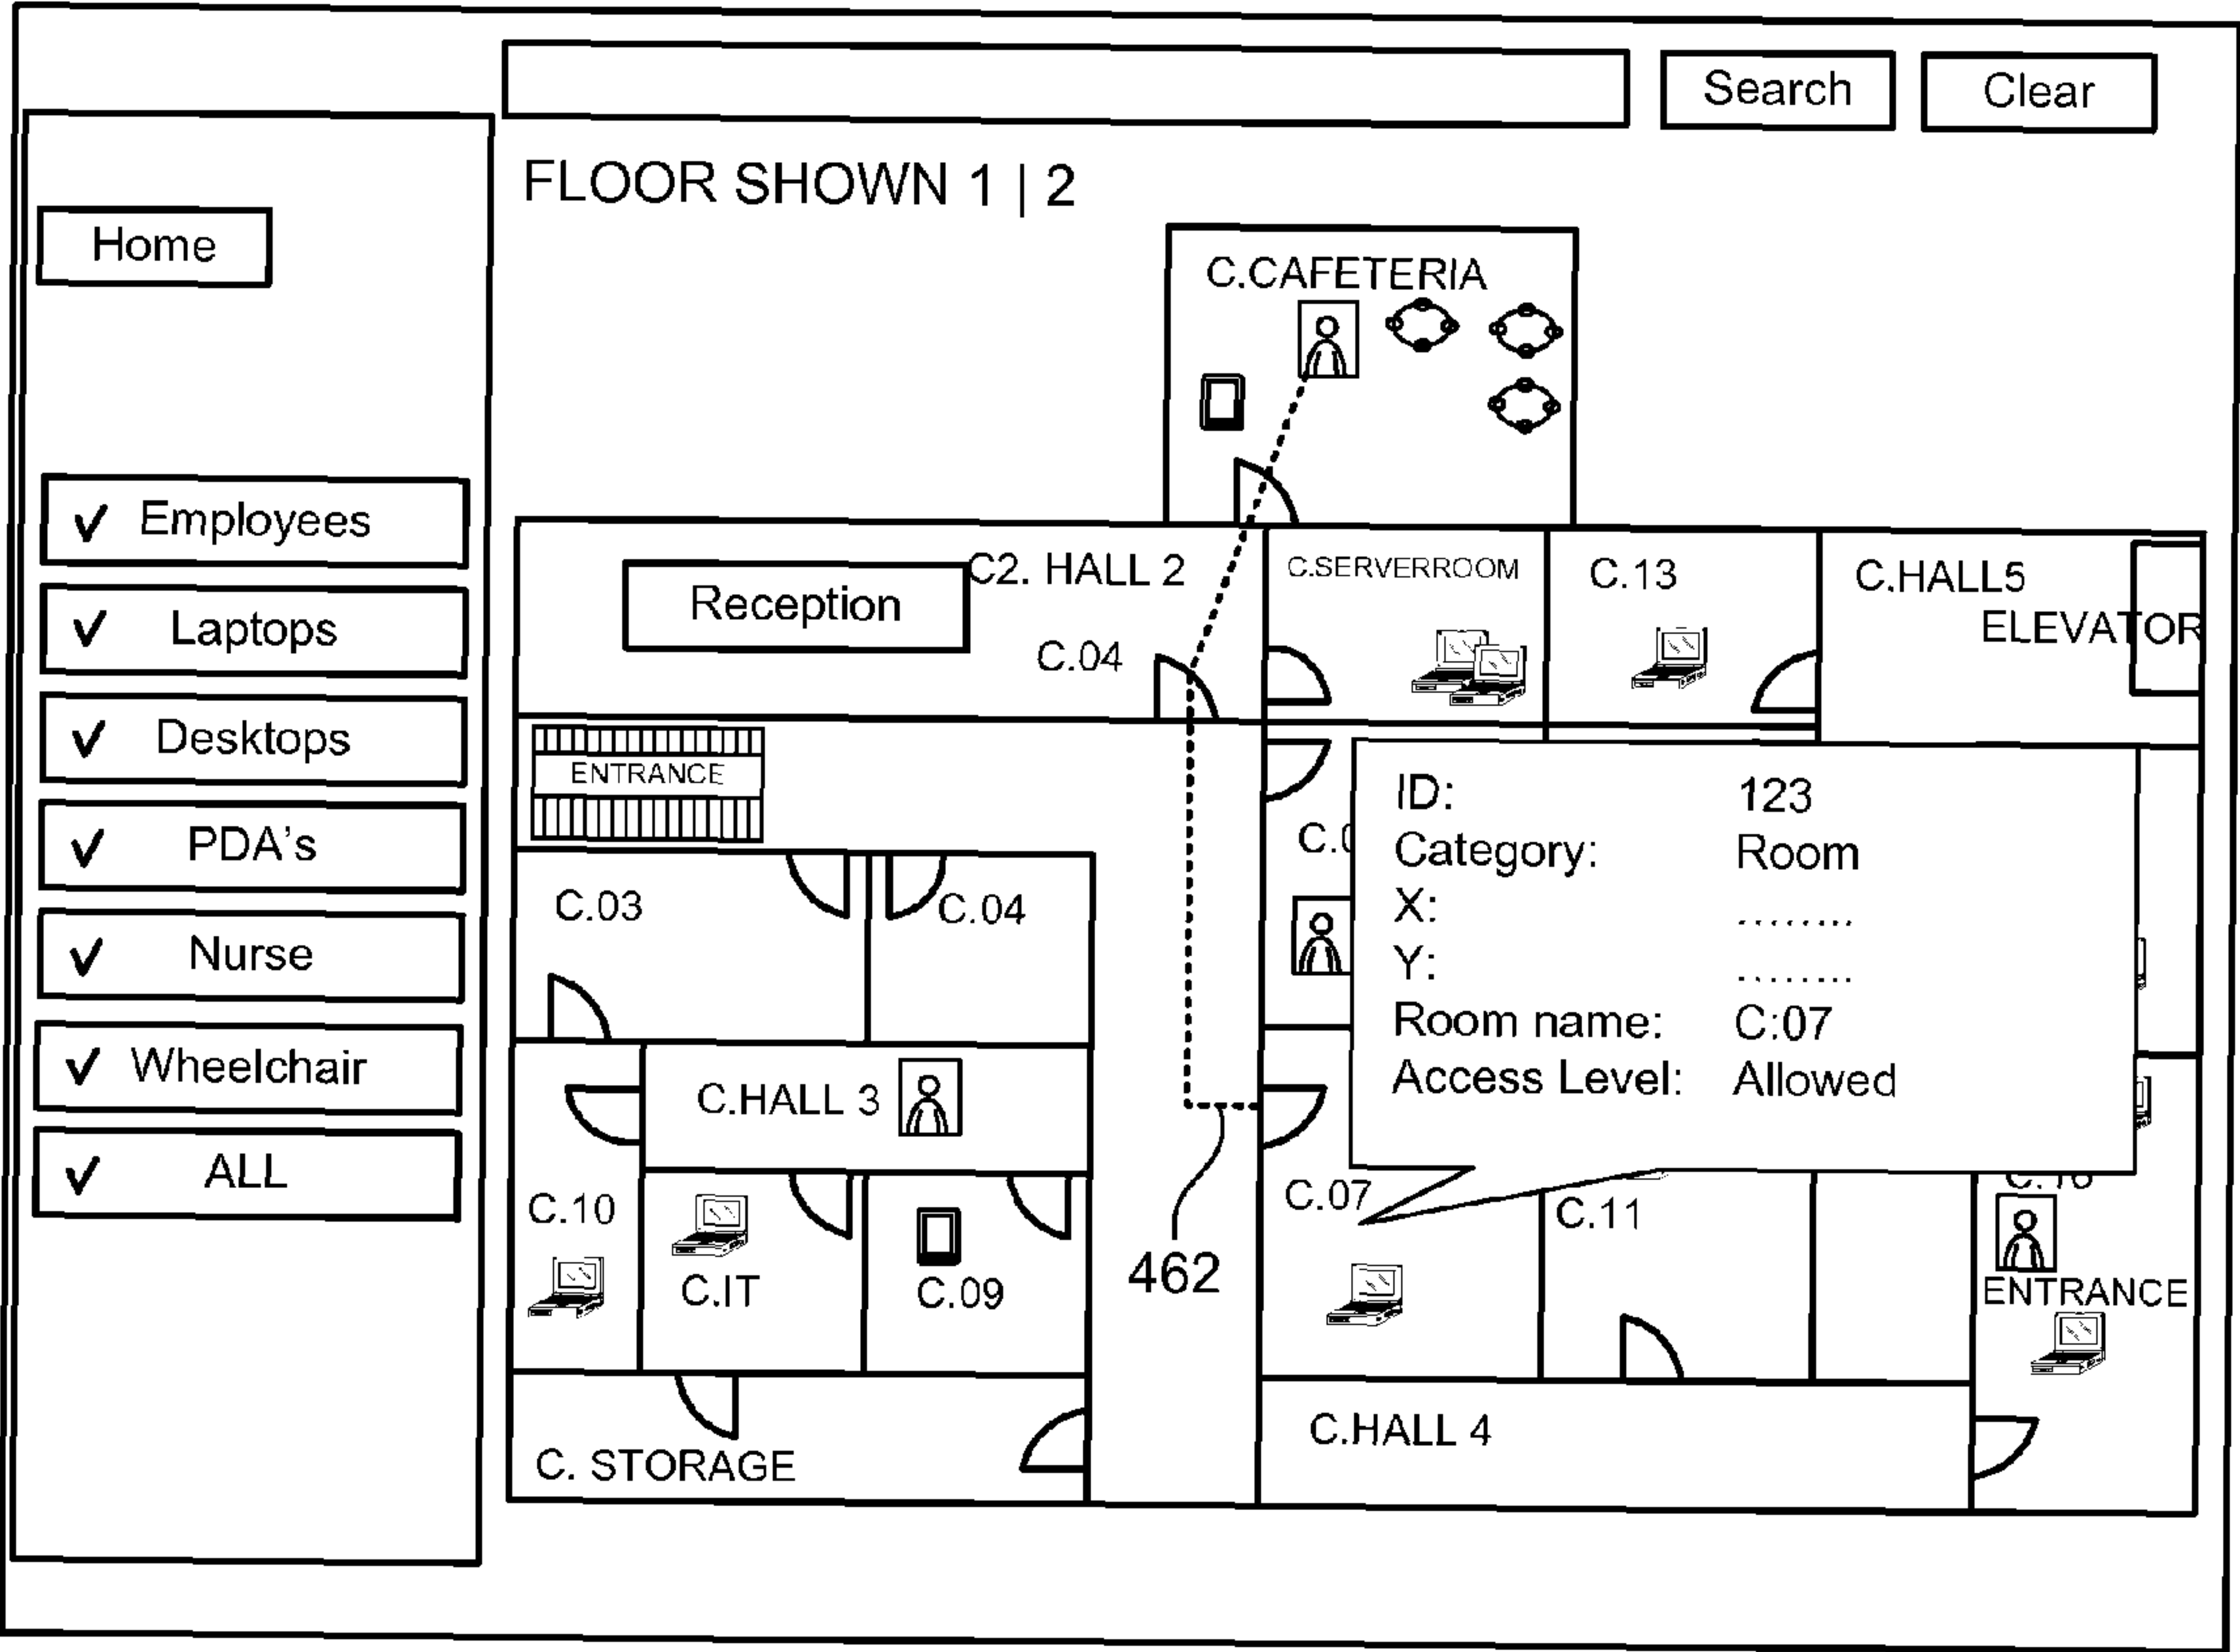 Search
Clear
FLOOR SHOWN 1 | 2
Home
C.CAFETERIA
✓ Employees
✓ Laptops
✓ Desktops
✓ PDA's
✓ Nurse
✓ Wheelchair
✓ ALL
C2. HALL 2
Reception
C.04
C.SERVERROOM
C.13
C.HALL5
ELEVATOR
ENTRANCE
ID: 123
Category: Room
X: ........
Y: ........
Room name: C:07
Access Level: Allowed
C.03
C.04
C.HALL 3
C.10
C.IT
C.09
462
C.07
C.11
ENTRANCE
C.HALL 4
C. STORAGE